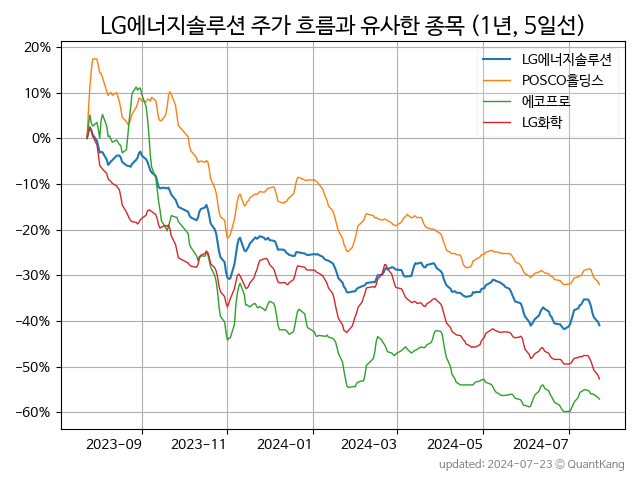 LG에너지솔루션 주가 흐름과 유사한 종목 (1년, 5일선)
LG에너지솔루션
POSCO홀딩스
에코프로
LG화학
20%
10%
0%
−10%
−20%
−30%
−40%
−50%
−60%
2023-09 2023-11 2024-01 2024-03 2024-05 2024-07
updated: 2024-07-23 © QuantKang